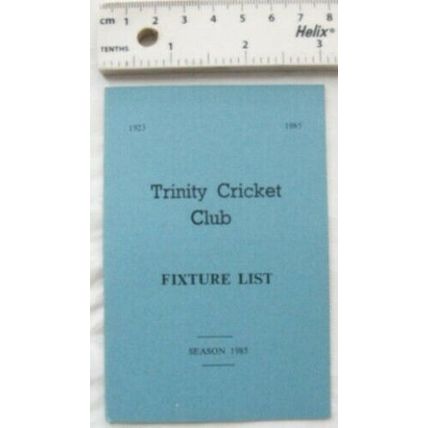 cm 1 2 3 4 5 6 7 8
Helix®
TENTHS 1 2 3
1923 1985
Trinity Cricket
Club
FIXTURE LIST
SEASON 1985